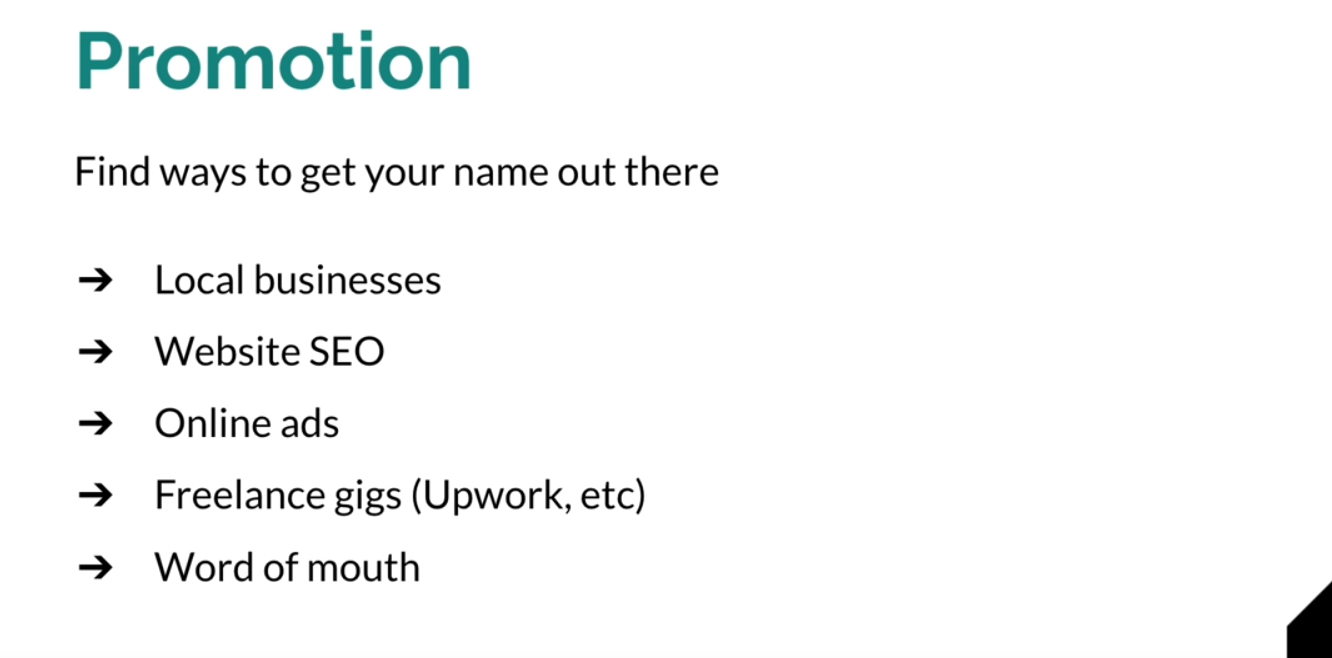 Promotion
Find ways to get your name out there
➔ Local businesses
➔ Website SEO
➔ Online ads
➔ Freelance gigs (Upwork, etc)
➔ Word of mouth